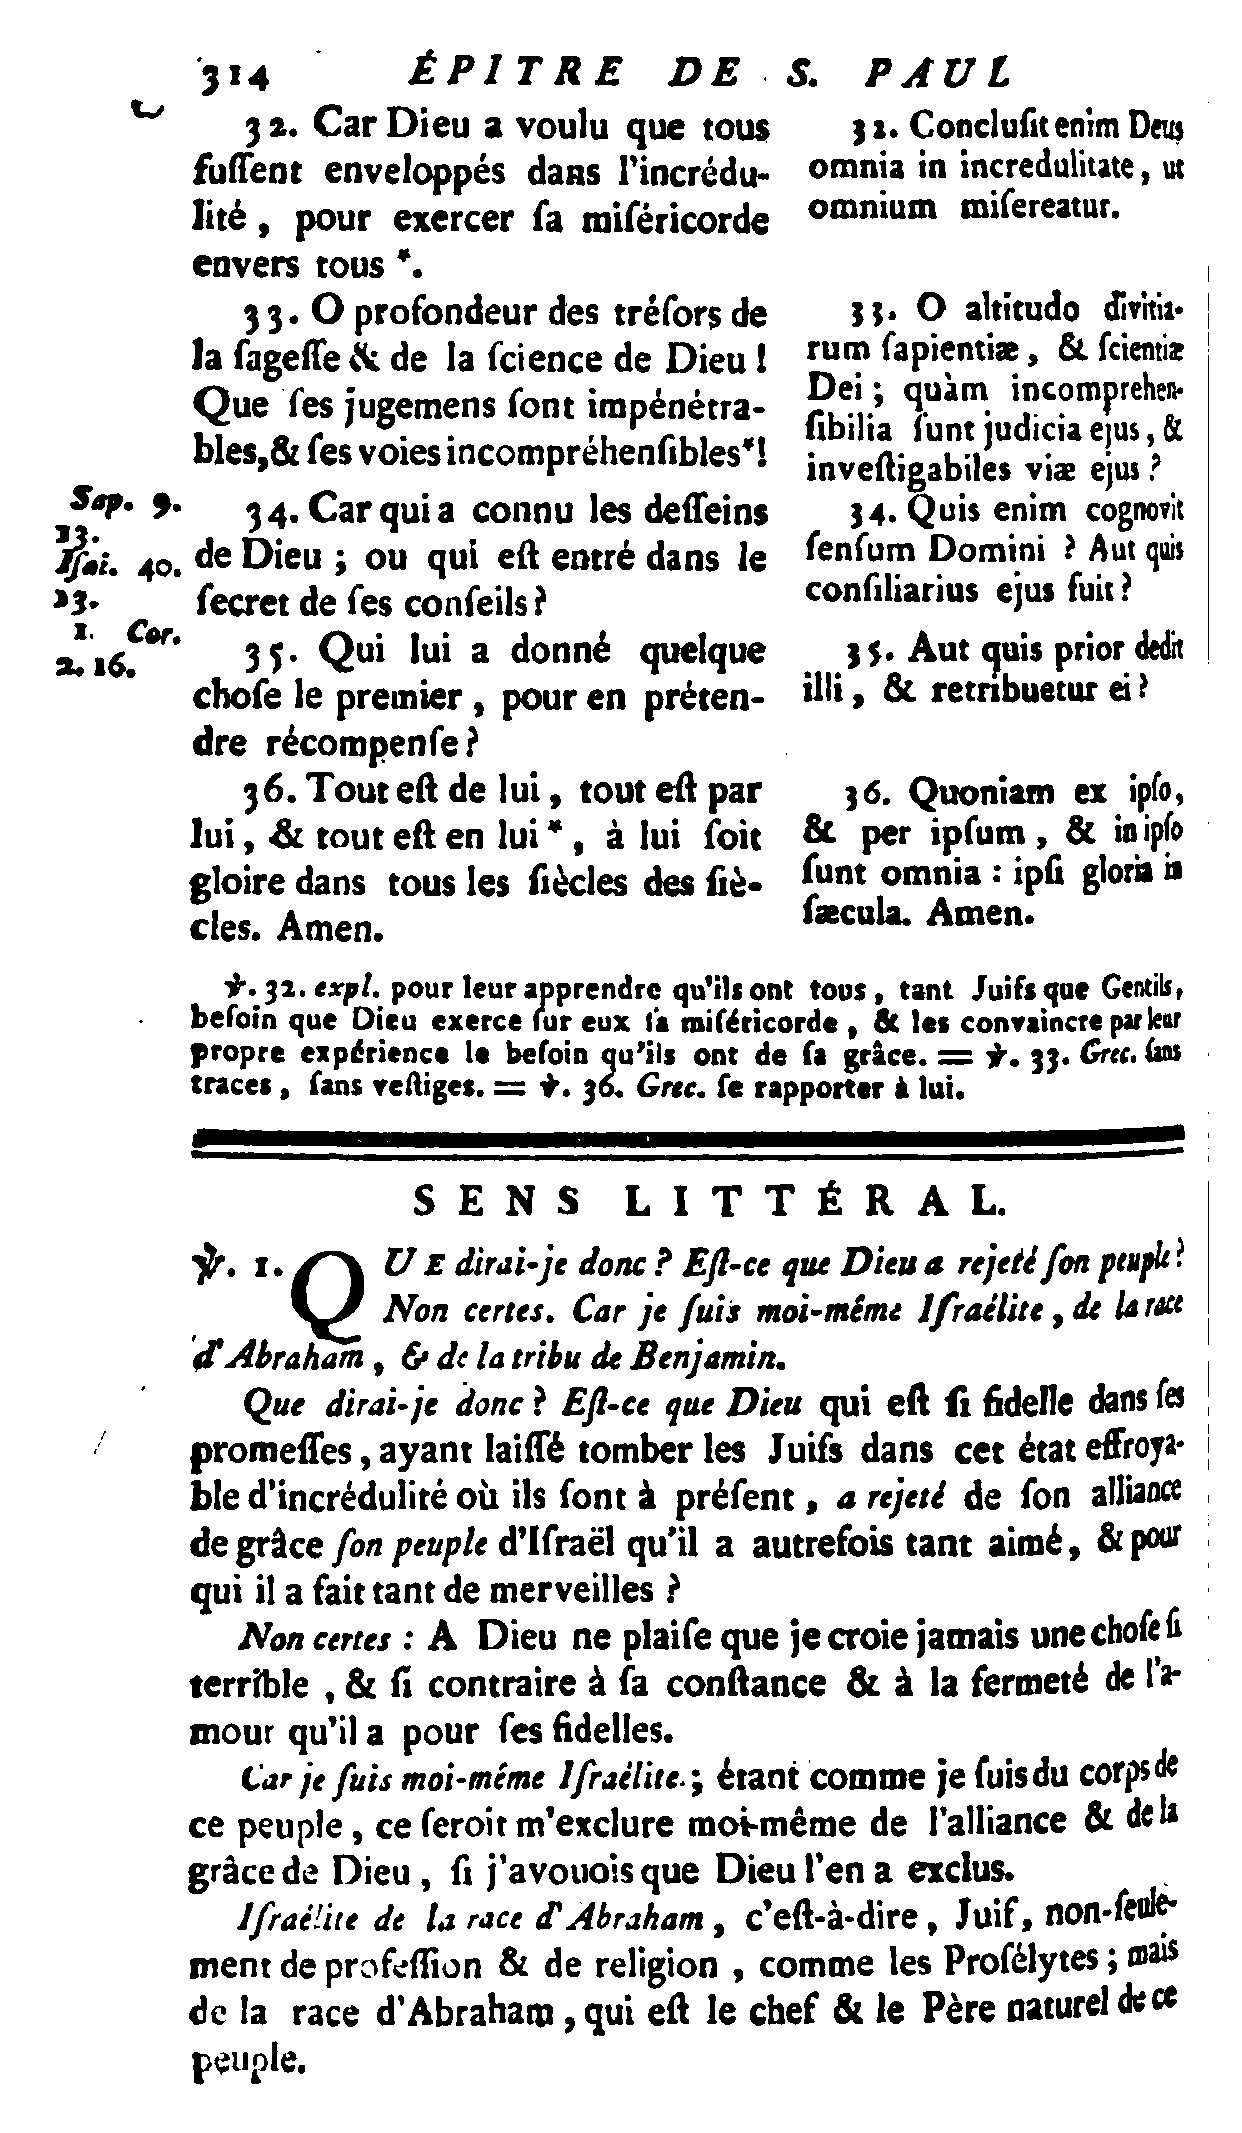 314 ÉPITRE DE S. PAUL
32. Car Dieu a voulu que tous
fuſſent enveloppés dans l'incrédu-
lité, pour exercer ſa miſéricorde
envers tous *.
33. O profondeur des tréſors de
la ſageſſe & de la ſcience de Dieu !
Que ſes jugemens ſont impénétra-
bles, & ſes voies incompréhenſibles*!
34. Car qui a connu les deſſeins
de Dieu ; ou qui eſt entré dans le
ſecret de ſes conſeils ?
35. Qui lui a donné quelque
choſe le premier, pour en préten-
dre récompenſe ?
36. Tout eſt de lui, tout eſt par
lui, & tout eſt en lui *, à lui ſoit
gloire dans tous les ſiècles des ſiè-
cles. Amen.
Sap. 9.
13.
Iſai. 40.
13.
1. Cor.
2. 16.
32. Concluſit enim Deus
omnia in incredulitate, ut
omnium miſereatur.
33. O altitudo divitia-
rum ſapientiæ, & ſcientiæ
Dei ; quàm incomprehen-
ſibilia ſunt judicia ejus, &
inveſtigabiles viæ ejus ?
34. Quis enim cognovit
ſenſum Domini ? Aut quis
conſiliarius ejus fuit ?
35. Aut quis prior dedit
illi, & retribuetur ei ?
36. Quoniam ex ipſo,
& per ipſum, & in ipſo
ſunt omnia : ipſi gloria in
ſæcula. Amen.
℣. 32. expl. pour leur apprendre qu'ils ont tous, tant Juifs que Gentils,
beſoin que Dieu exerce ſur eux ſa miſéricorde, & les convaincre par leur
propre expérience le beſoin qu'ils ont de ſa grâce. = ℣. 33. Grec. ſans
traces, ſans veſtiges. = ℣. 36. Grec. ſe rapporter à lui.
SENS LITTÉRAL.
℣. 1. QUE dirai-je donc ? Eſt-ce que Dieu a rejeté ſon peuple ?
Non certes. Car je ſuis moi-même Iſraélite, de la race
d'Abraham, & de la tribu de Benjamin.
Que dirai-je donc ? Eſt-ce que Dieu qui eſt ſi fidelle dans ſes
promeſſes, ayant laiſſé tomber les Juifs dans cet état effroya-
ble d'incrédulité où ils ſont à préſent, a rejeté de ſon alliance
de grâce ſon peuple d'Iſraël qu'il a autrefois tant aimé, & pour
qui il a fait tant de merveilles ?
Non certes : A Dieu ne plaiſe que je croie jamais une choſe ſi
terrible, & ſi contraire à ſa conſtance & à la fermeté de l'a-
mour qu'il a pour ſes fidelles.
Car je ſuis moi-même Iſraélite ; étant comme je ſuis du corps de
ce peuple, ce ſeroit m'exclure moi-même de l'alliance & de la
grâce de Dieu, ſi j'avouois que Dieu l'en a exclus.
Iſraélite de la race d'Abraham, c'eſt-à-dire, Juif, non-ſeule-
ment de profeſſion & de religion, comme les Proſélytes ; mais
de la race d'Abraham, qui eſt le chef & le Père naturel de ce
peuple.